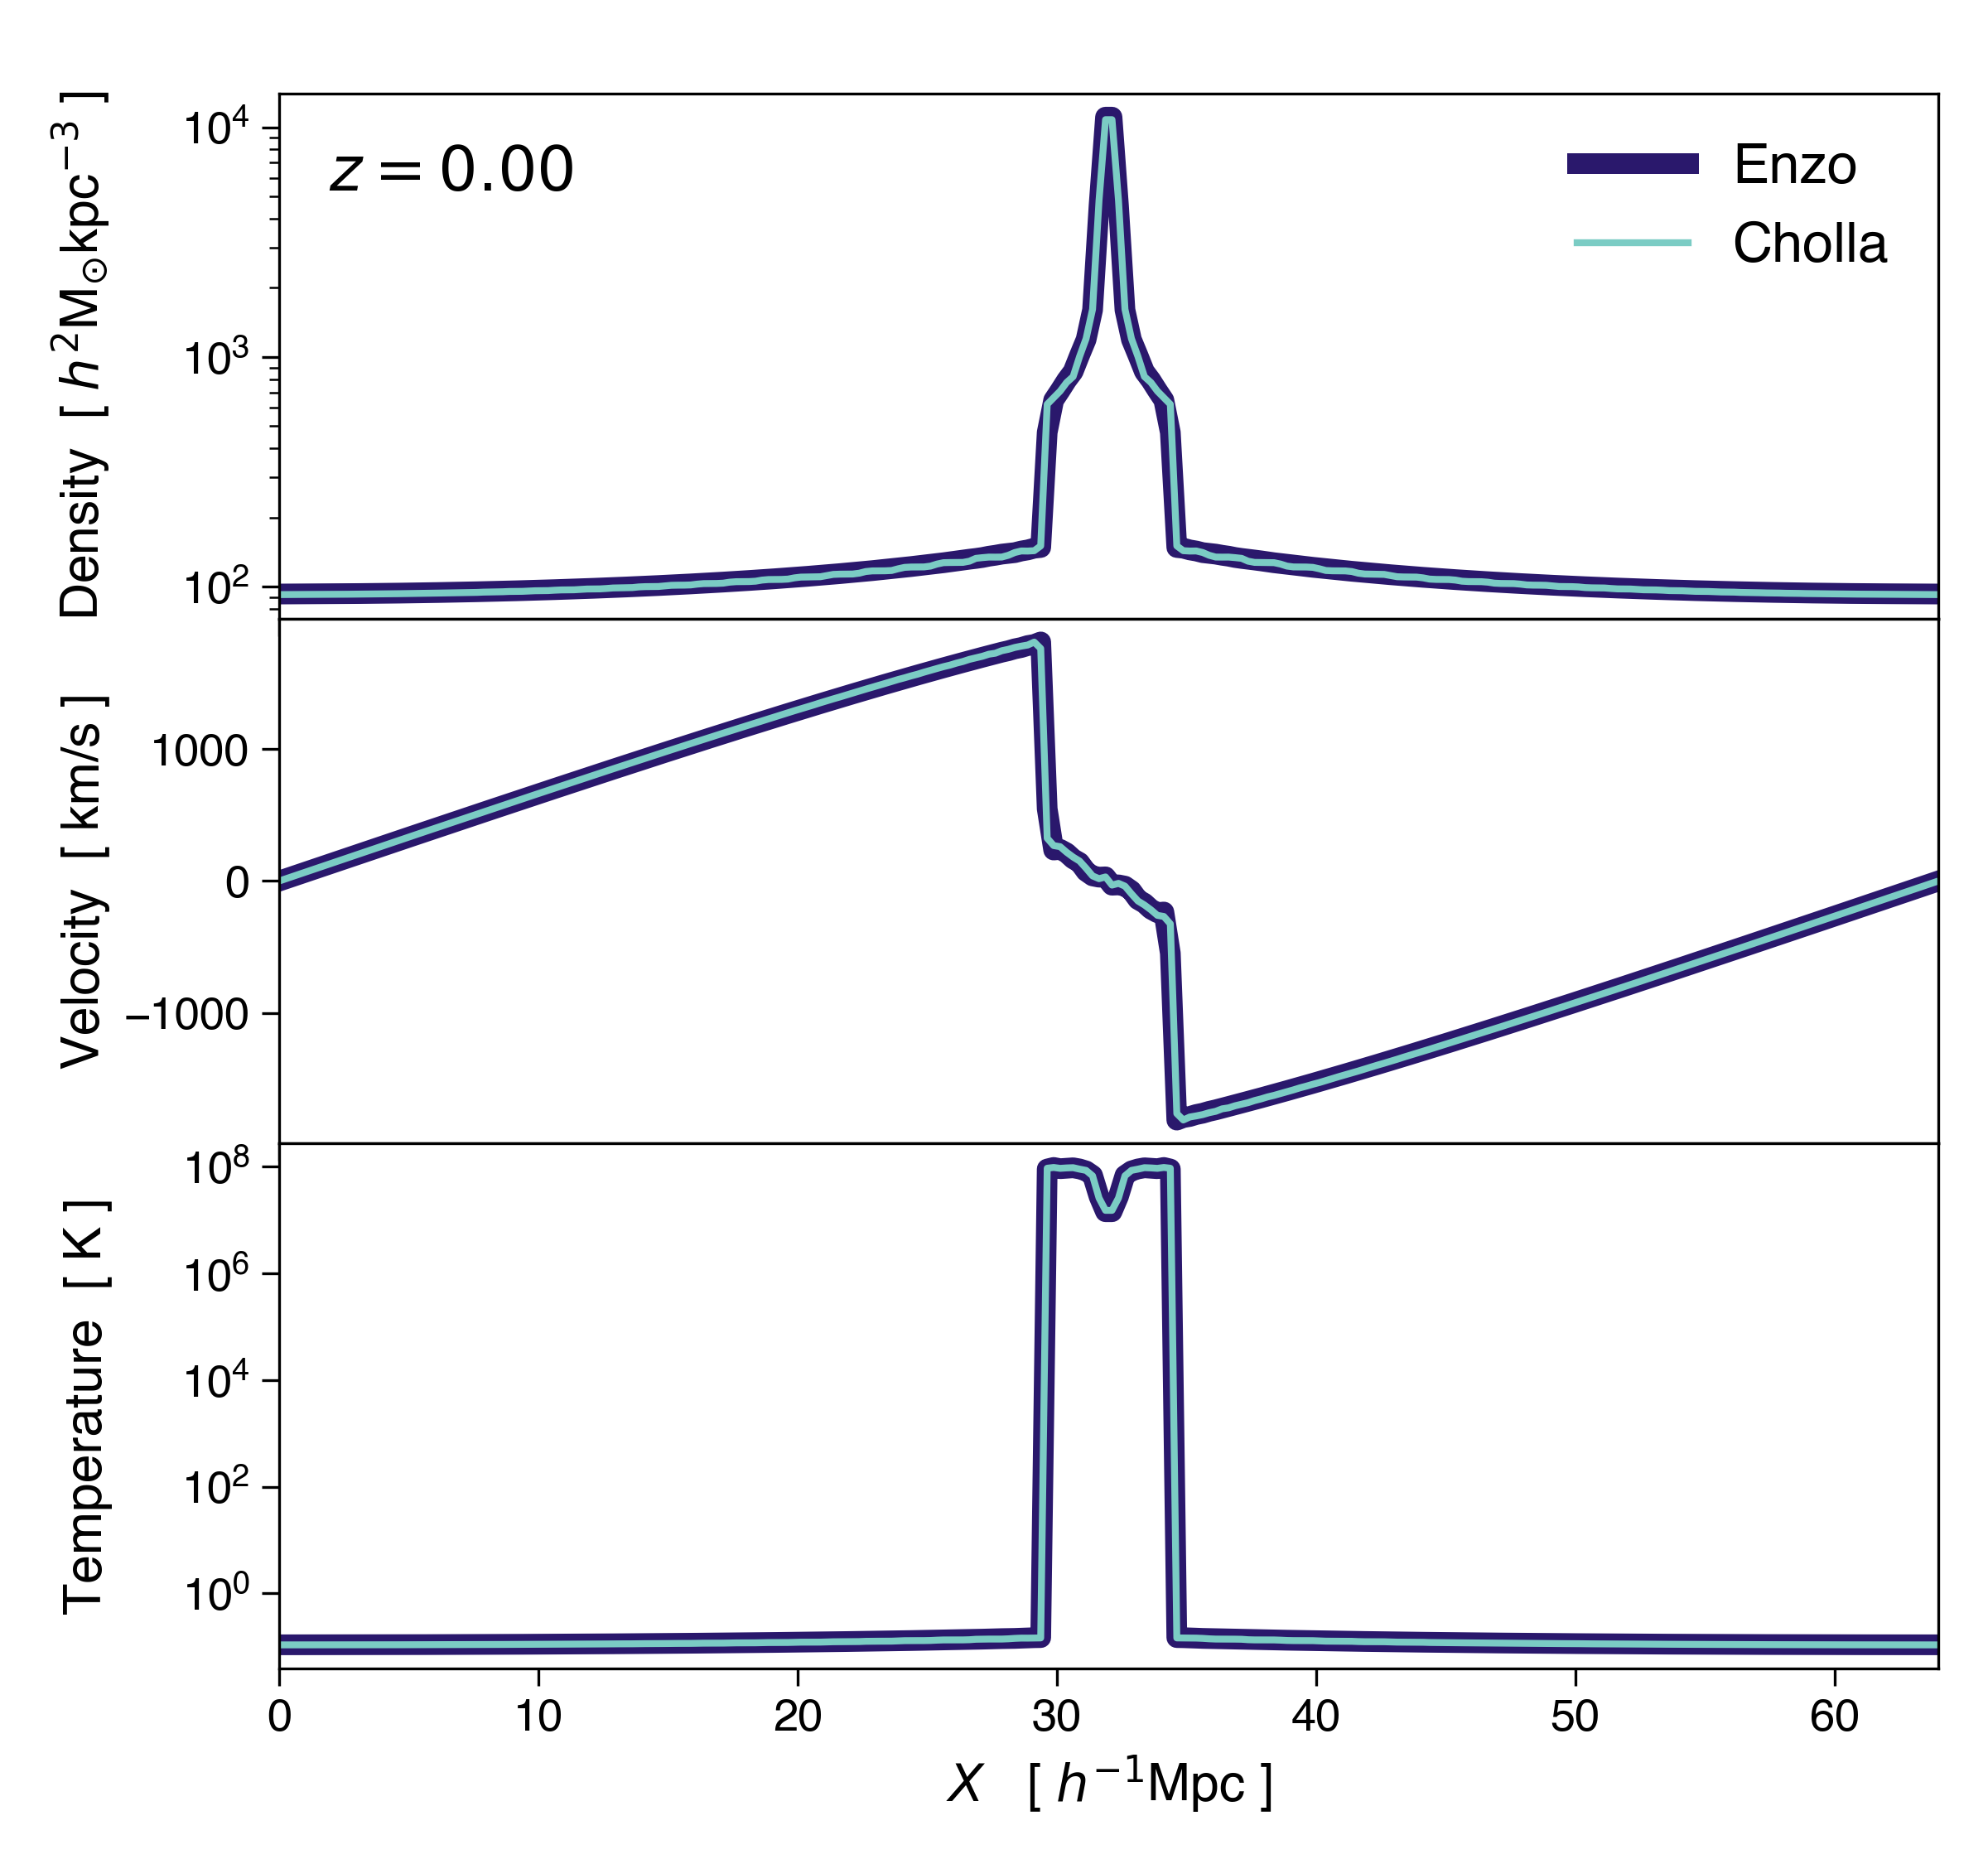 z = 0.00
Enzo
Cholla
Density [ h²M☉kpc⁻³ ]
10⁴
10³
10²
Velocity [ km/s ]
1000
0
−1000
Temperature [ K ]
10⁸
10⁶
10⁴
10²
10⁰
0 10 20 30 40 50 60
X [ h⁻¹Mpc ]